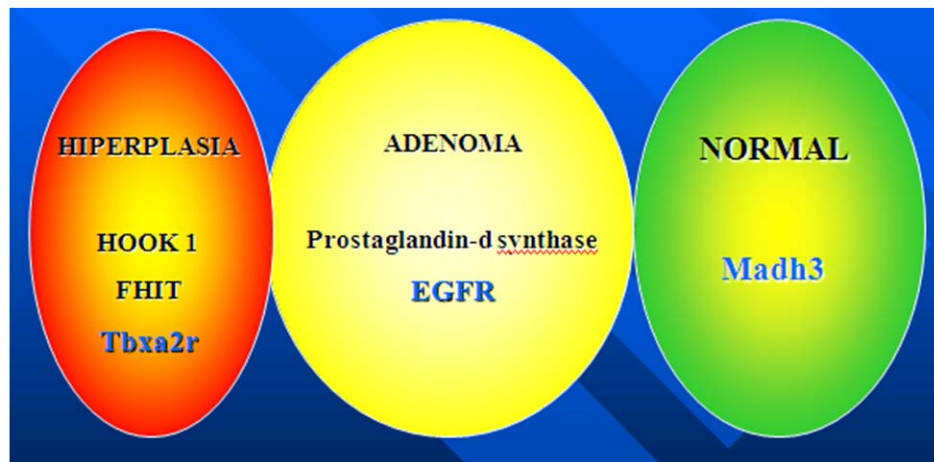 HIPERPLASIA
HOOK 1
FHIT
Tbxa2r
ADENOMA
Prostaglandin-d synthase
EGFR
NORMAL
Madh3